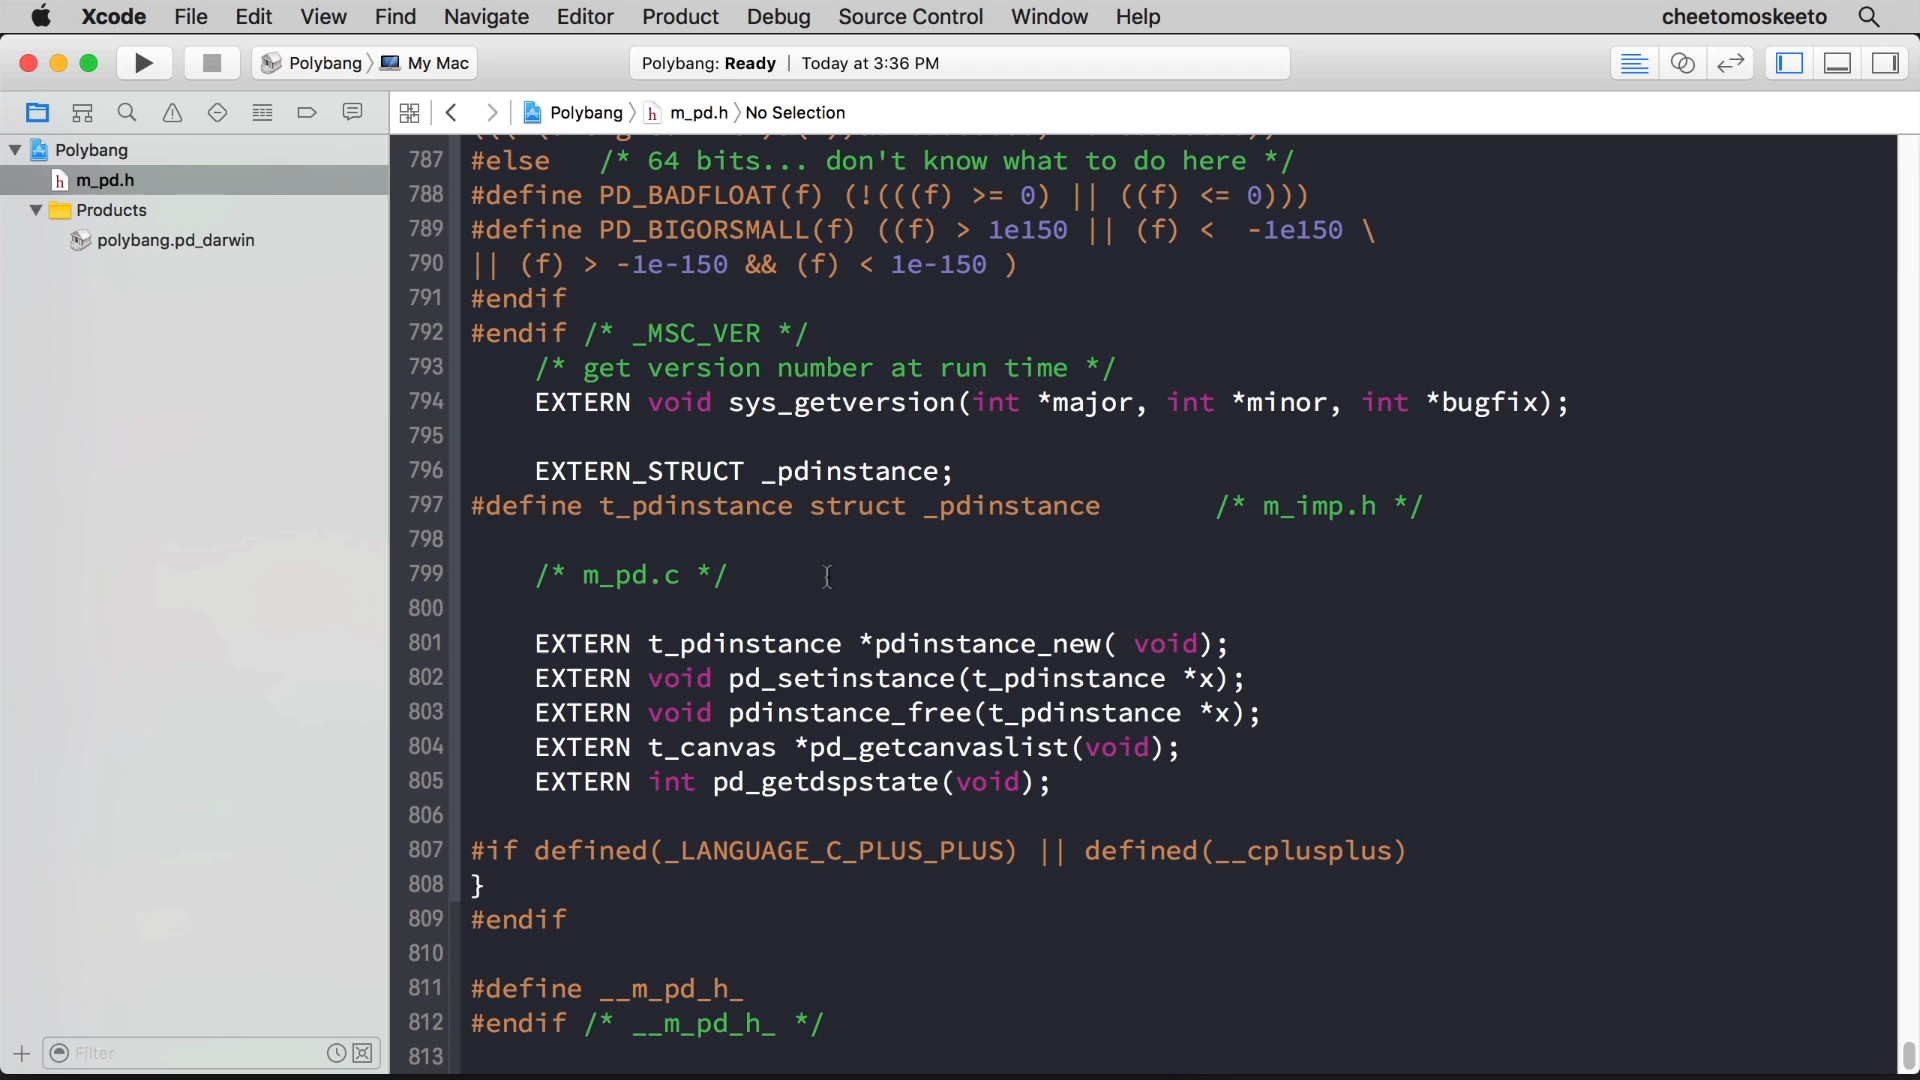 Xcode File Edit View Find Navigate Editor Product Debug Source Control Window Help cheetomoskeeto
Polybang My Mac Polybang: Ready | Today at 3:36 PM
Polybang m_pd.h No Selection
Polybang
m_pd.h
Products
polybang.pd_darwin
Filter
787 #else /* 64 bits... don't know what to do here */
788 #define PD_BADFLOAT(f) (!(((f) >= 0) || ((f) <= 0)))
789 #define PD_BIGORSMALL(f) ((f) > 1e150 || (f) < -1e150 \
790 || (f) > -1e-150 && (f) < 1e-150 )
791 #endif
792 #endif /* _MSC_VER */
793 /* get version number at run time */
794 EXTERN void sys_getversion(int *major, int *minor, int *bugfix);
795
796 EXTERN_STRUCT _pdinstance;
797 #define t_pdinstance struct _pdinstance /* m_imp.h */
798
799 /* m_pd.c */
800
801 EXTERN t_pdinstance *pdinstance_new( void);
802 EXTERN void pd_setinstance(t_pdinstance *x);
803 EXTERN void pdinstance_free(t_pdinstance *x);
804 EXTERN t_canvas *pd_getcanvaslist(void);
805 EXTERN int pd_getdspstate(void);
806
807 #if defined(_LANGUAGE_C_PLUS_PLUS) || defined(__cplusplus)
808 }
809 #endif
810
811 #define __m_pd_h_
812 #endif /* __m_pd_h_ */
813